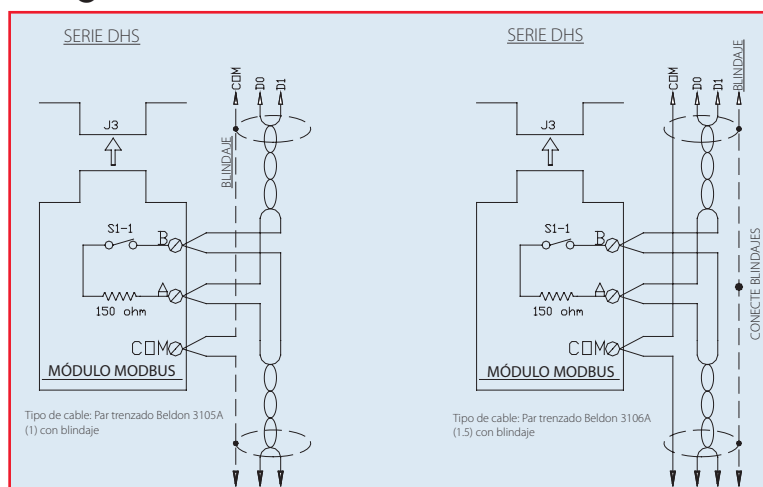 SERIE DHS
COM
D0
D1
J3
BLINDAJE
S1-1
B
A
150 ohm
COM
MÓDULO MODBUS
Tipo de cable: Par trenzado Beldon 3105A
(1) con blindaje
SERIE DHS
COM
D0
D1
BLINDAJE
J3
S1-1
B
A
150 ohm
COM
MÓDULO MODBUS
CONECTE BLINDAJES
Tipo de cable: Par trenzado Beldon 3106A
(1.5) con blindaje